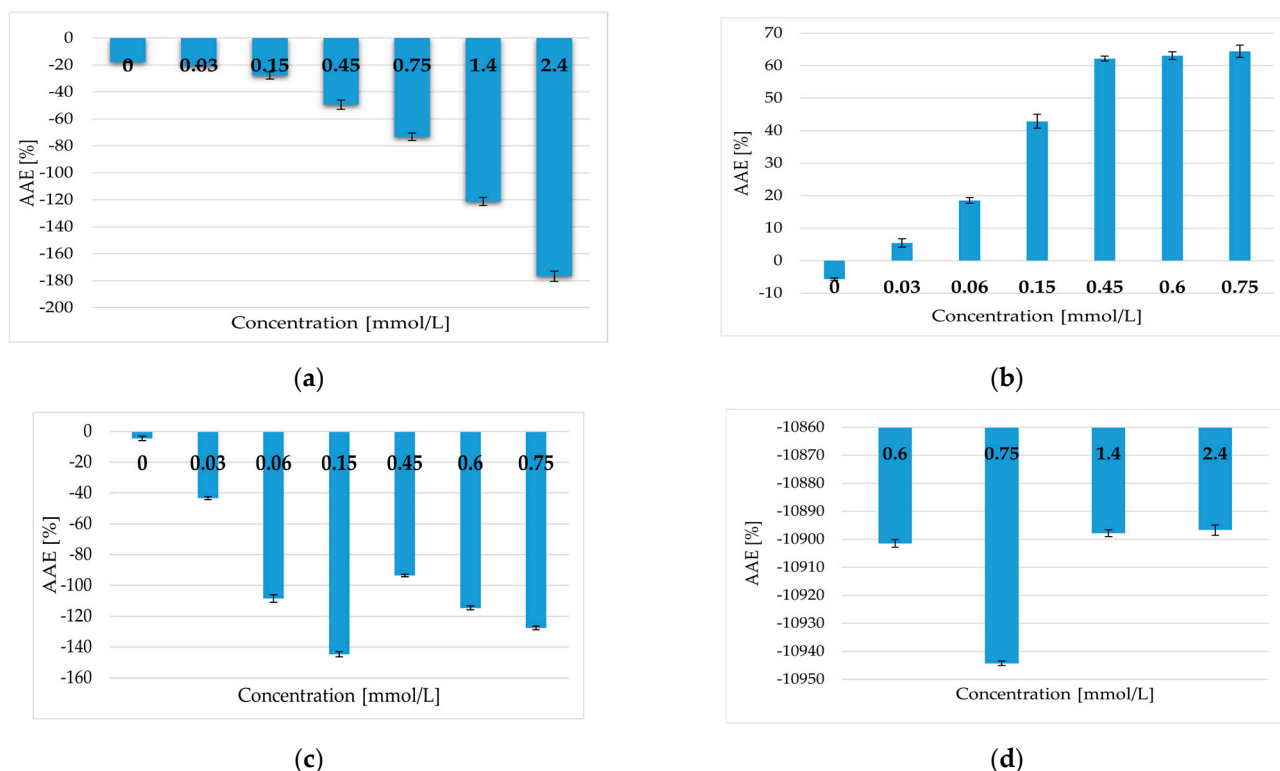 0
-20
-40
-60
-80
-100
-120
-140
-160
-180
-200
AAE [%]
0 0.03 0.15 0.45 0.75 1.4 2.4
Concentration [mmol/L]
(a)
70
60
50
40
30
20
10
0
-10
AAE [%]
0 0.03 0.06 0.15 0.45 0.6 0.75
Concentration [mmol/L]
(b)
0
-20
-40
-60
-80
-100
-120
-140
-160
AAE [%]
0 0.03 0.06 0.15 0.45 0.6 0.75
Concentration [mmol/L]
(c)
-10860
-10870
-10880
-10890
-10900
-10910
-10920
-10930
-10940
-10950
AAE [%]
0.6 0.75 1.4 2.4
Concentration [mmol/L]
(d)